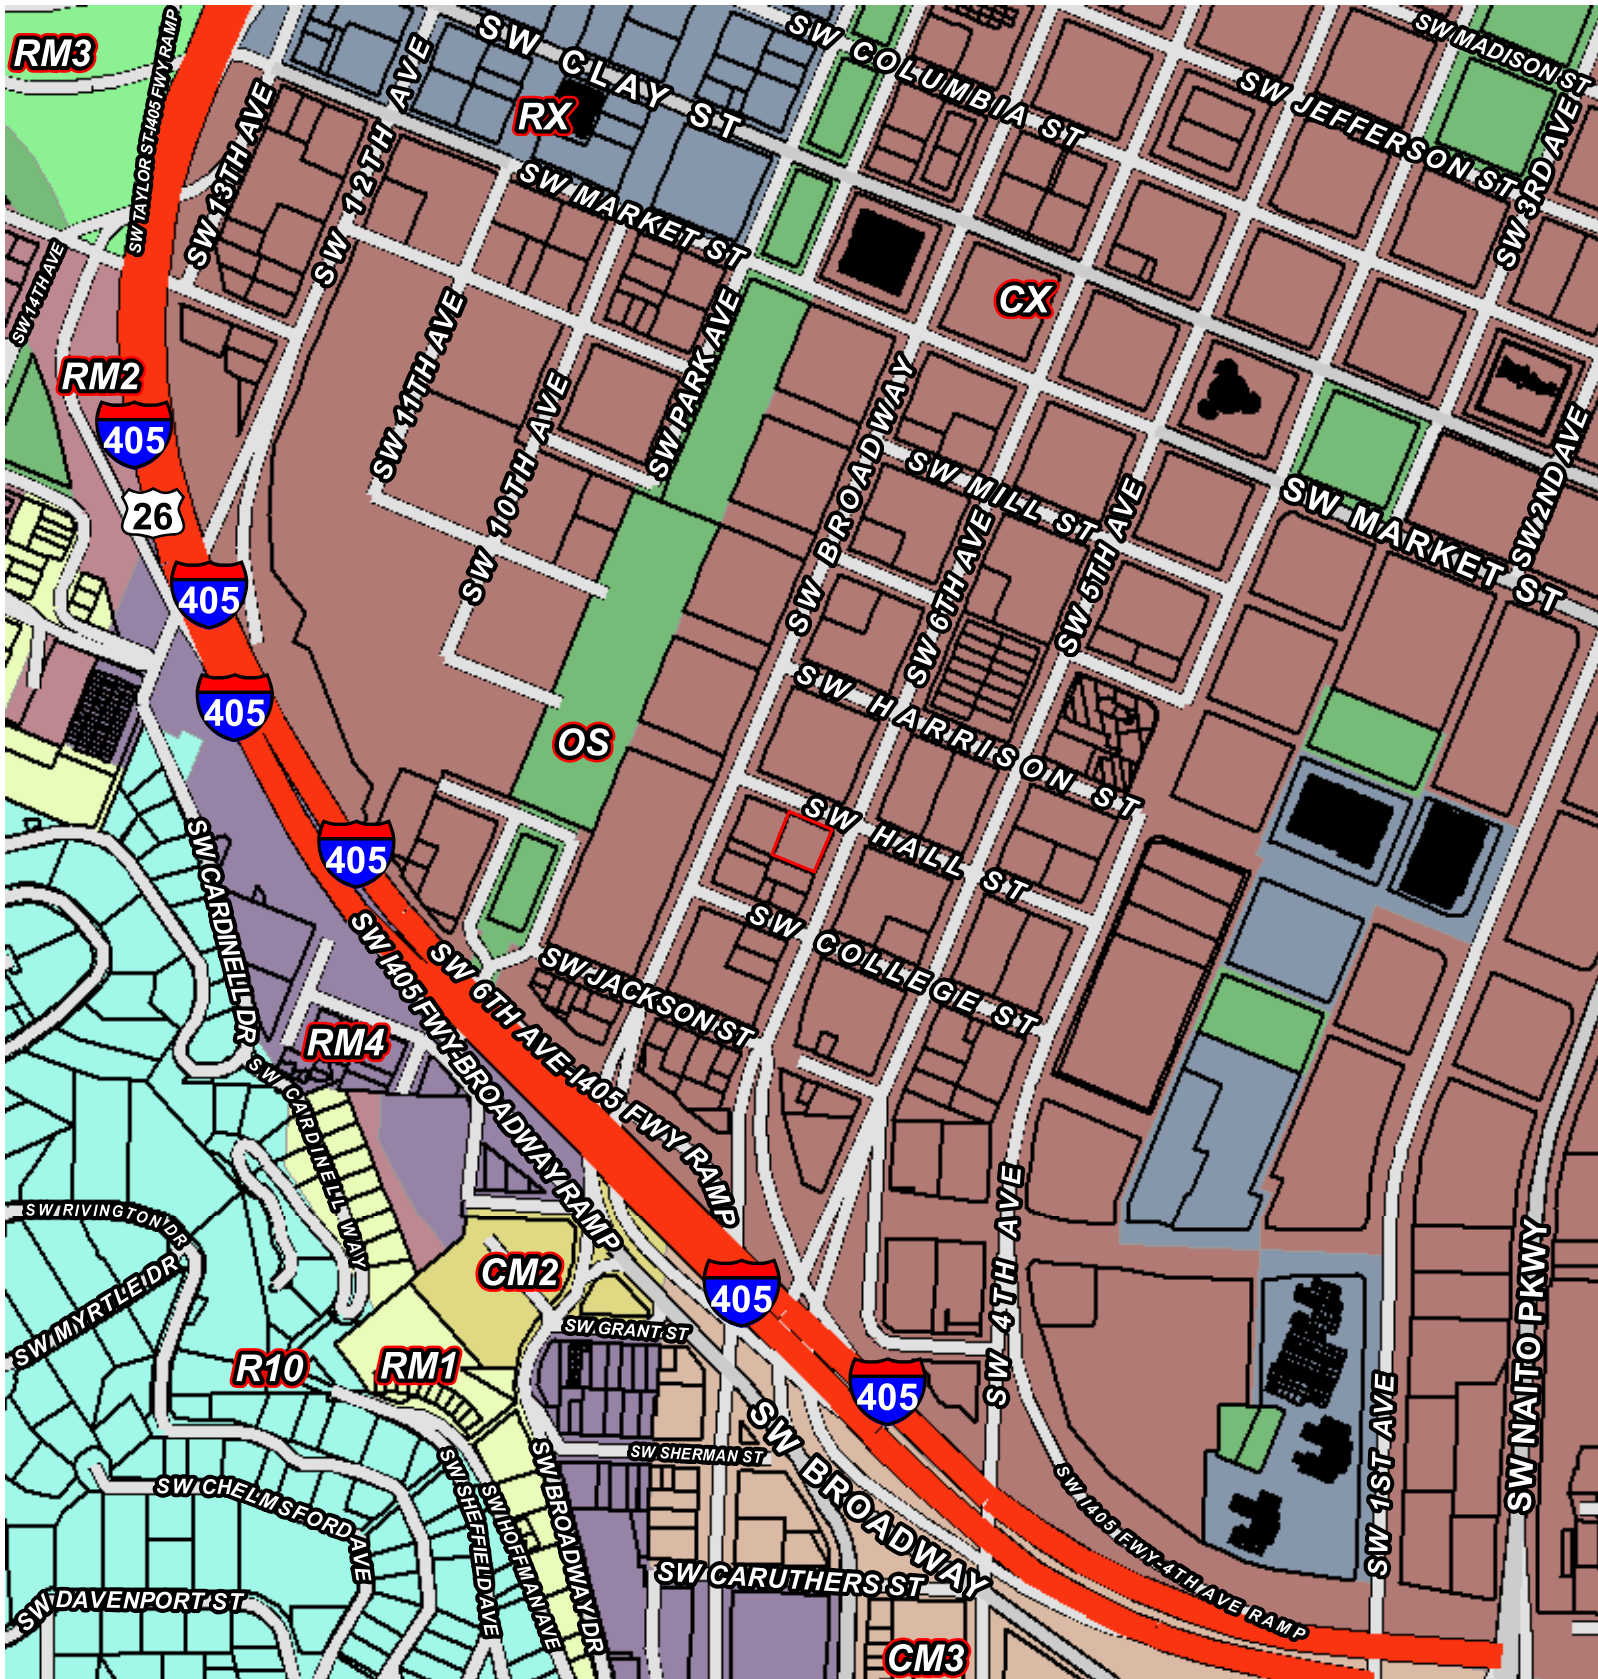 RM3
SW TAYLOR ST-I405 FWY RAMP
SW 13TH AVE
SW 12TH AVE
SW CLAY ST
RX
SW COLUMBIA ST
SW MADISON ST
SW JEFFERSON ST
SW 3RD AVE
SW MARKET ST
SW 14TH AVE
RM2
405
26
405
405
SW 11TH AVE
SW 10TH AVE
SW PARK AVE
CX
SW BROADWAY
SW MILL ST
SW 6TH AVE
SW 5TH AVE
SW MARKET ST
SW 2ND AVE
SW HARRISON ST
OS
SW HALL ST
405
SW CARDINELL DR
SW I405 FWY-BROADWAY RAMP
SW 6TH AVE-I405 FWY RAMP
SW JACKSON ST
SW COLLEGE ST
RM4
SW CARDINELL WAY
SW RIVINGTON DR
SW MYRTLE DR
CM2
405
SW GRANT ST
R10
RM1
405
SW 4TH AVE
SW NAITO PKWY
SW 1ST AVE
SW SHERMAN ST
SW BROADWAY
SW BROADWAY DR
SW HOFFMAN AVE
SW SHEFFIELD AVE
SW CHELMSFORD AVE
SW I405 FWY-4TH AVE RAMP
SW DAVENPORT ST
SW CARUTHERS ST
CM3